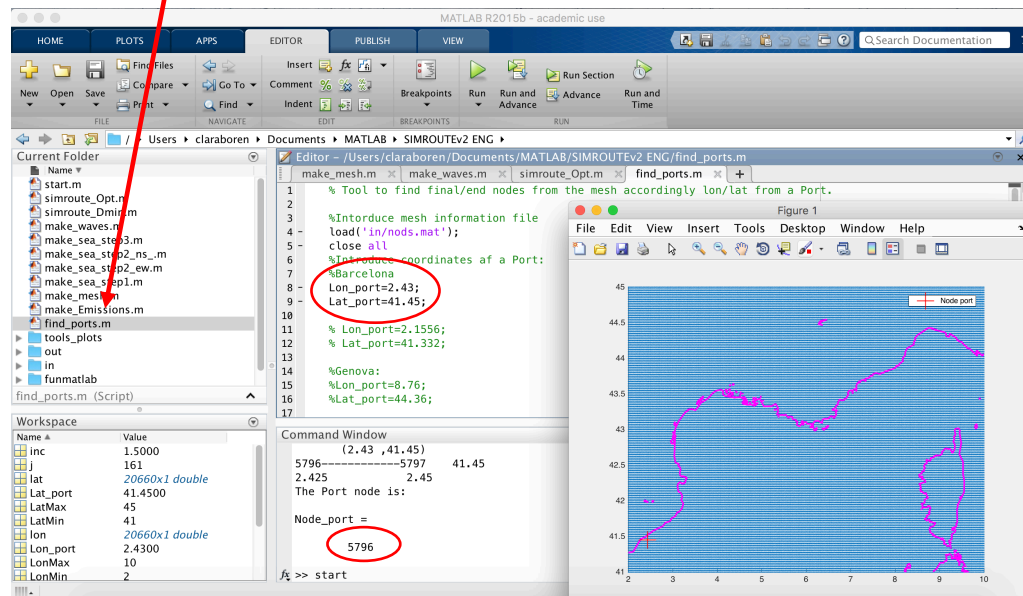 MATLAB R2015b - academic use
HOME PLOTS APPS EDITOR PUBLISH VIEW
Search Documentation
New Open Save
Find Files
Compare
Print
Go To
Find
Insert fx
Comment
Indent
Breakpoints
Run
Run and Advance
Run Section
Advance
Run and Time
FILE NAVIGATE EDIT BREAKPOINTS RUN
/ Users claraboren Documents MATLAB SIMROUTEv2 ENG
Current Folder
Name
start.m
simroute_Opt.m
simroute_Dmin.m
make_waves.m
make_sea_step3.m
make_sea_step2_ns_.m
make_sea_step2_ew.m
make_sea_step1.m
make_mesh.m
make_Emissions.m
find_ports.m
tools_plots
out
in
funmatlab
find_ports.m (Script)
Workspace
Name Value
inc 1.5000
j 161
lat 20660x1 double
Lat_port 41.4500
LatMax 45
LatMin 41
lon 20660x1 double
Lon_port 2.4300
LonMax 10
LonMin 2
Editor - /Users/claraboren/Documents/MATLAB/SIMROUTEv2 ENG/find_ports.m
make_mesh.m make_waves.m simroute_Opt.m find_ports.m +
1 % Tool to find final/end nodes from the mesh accordingly lon/lat from a Port.
2
3 %Intorduce mesh information file
4 - load('in/nods.mat');
5 - close all
6 %Introduce coordinates af a Port:
7 %Barcelona
8 - Lon_port=2.43;
9 - Lat_port=41.45;
10
11 % Lon_port=2.1556;
12 % Lat_port=41.332;
13
14 %Genova:
15 %Lon_port=8.76;
16 %Lat_port=44.36;
17
Command Window
(2.43 ,41.45)
5796------------5797 41.45
2.425 2.45
The Port node is:
Node_port =
5796
fx >> start
Figure 1
File Edit View Insert Tools Desktop Window Help
Node port
45
44.5
44
43.5
43
42.5
42
41.5
41
2 3 4 5 6 7 8 9 10